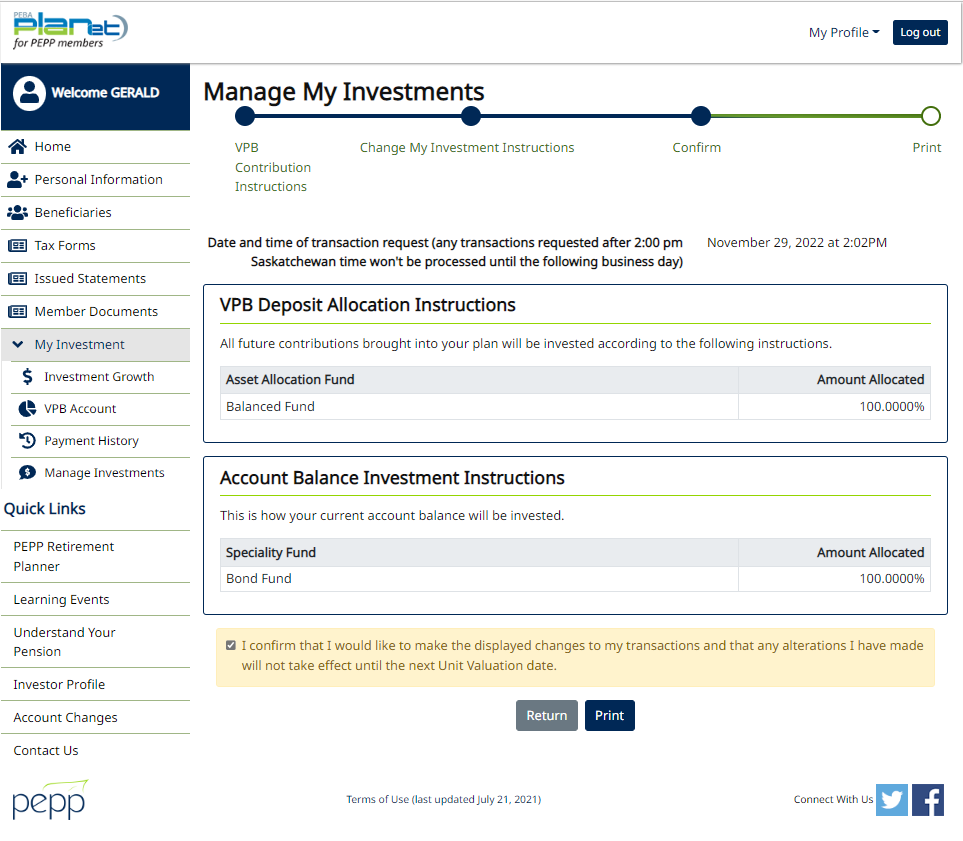 PEBA
planet
for PEPP members
My Profile
Log out
Welcome GERALD
Home
Personal Information
Beneficiaries
Tax Forms
Issued Statements
Member Documents
My Investment
Investment Growth
VPB Account
Payment History
Manage Investments
Quick Links
PEPP Retirement
Planner
Learning Events
Understand Your
Pension
Investor Profile
Account Changes
Contact Us
pepp
Manage My Investments
VPB
Contribution
Instructions
Change My Investment Instructions
Confirm
Print
Date and time of transaction request (any transactions requested after 2:00 pm
Saskatchewan time won't be processed until the following business day)
November 29, 2022 at 2:02PM
VPB Deposit Allocation Instructions
All future contributions brought into your plan will be invested according to the following instructions.
Asset Allocation Fund Amount Allocated
Balanced Fund 100.0000%
Account Balance Investment Instructions
This is how your current account balance will be invested.
Speciality Fund Amount Allocated
Bond Fund 100.0000%
I confirm that I would like to make the displayed changes to my transactions and that any alterations I have made
will not take effect until the next Unit Valuation date.
Return Print
Terms of Use (last updated July 21, 2021)
Connect With Us